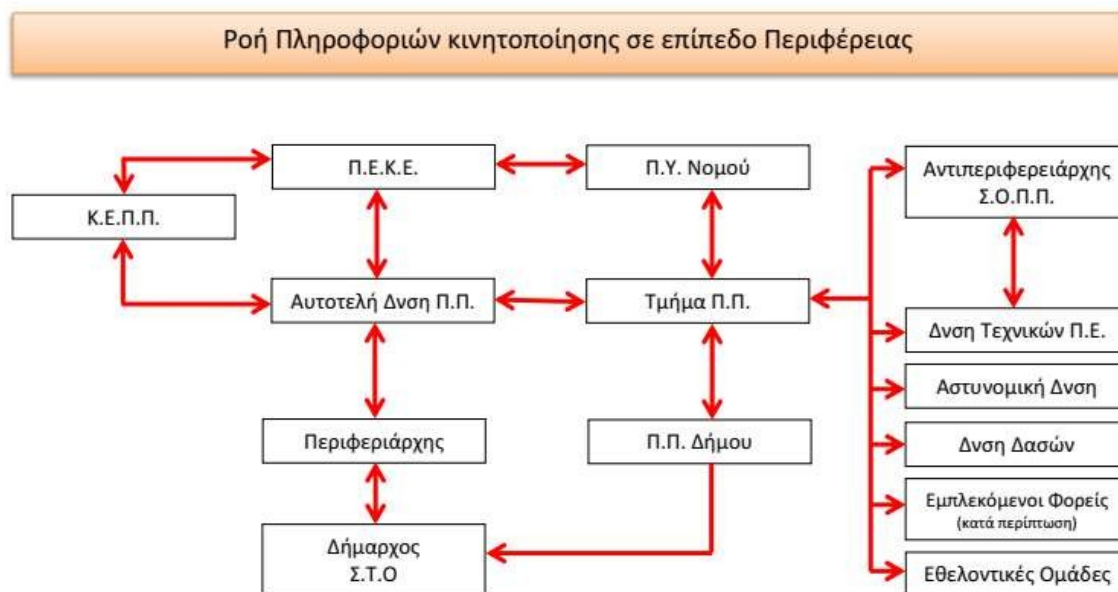 Ροή Πληροφοριών κινητοποίησης σε επίπεδο Περιφέρειας
Π.Ε.Κ.Ε.
Π.Υ. Νομού
Αντιπεριφερειάρχης
Σ.Ο.Π.Π.
Κ.Ε.Π.Π.
Αυτοτελή Δνση Π.Π.
Τμήμα Π.Π.
Δνση Τεχνικών Π.Ε.
Αστυνομική Δνση
Περιφεριάρχης
Π.Π. Δήμου
Δνση Δασών
Εμπλεκόμενοι Φορείς
(κατά περίπτωση)
Δήμαρχος
Σ.Τ.Ο
Εθελοντικές Ομάδες